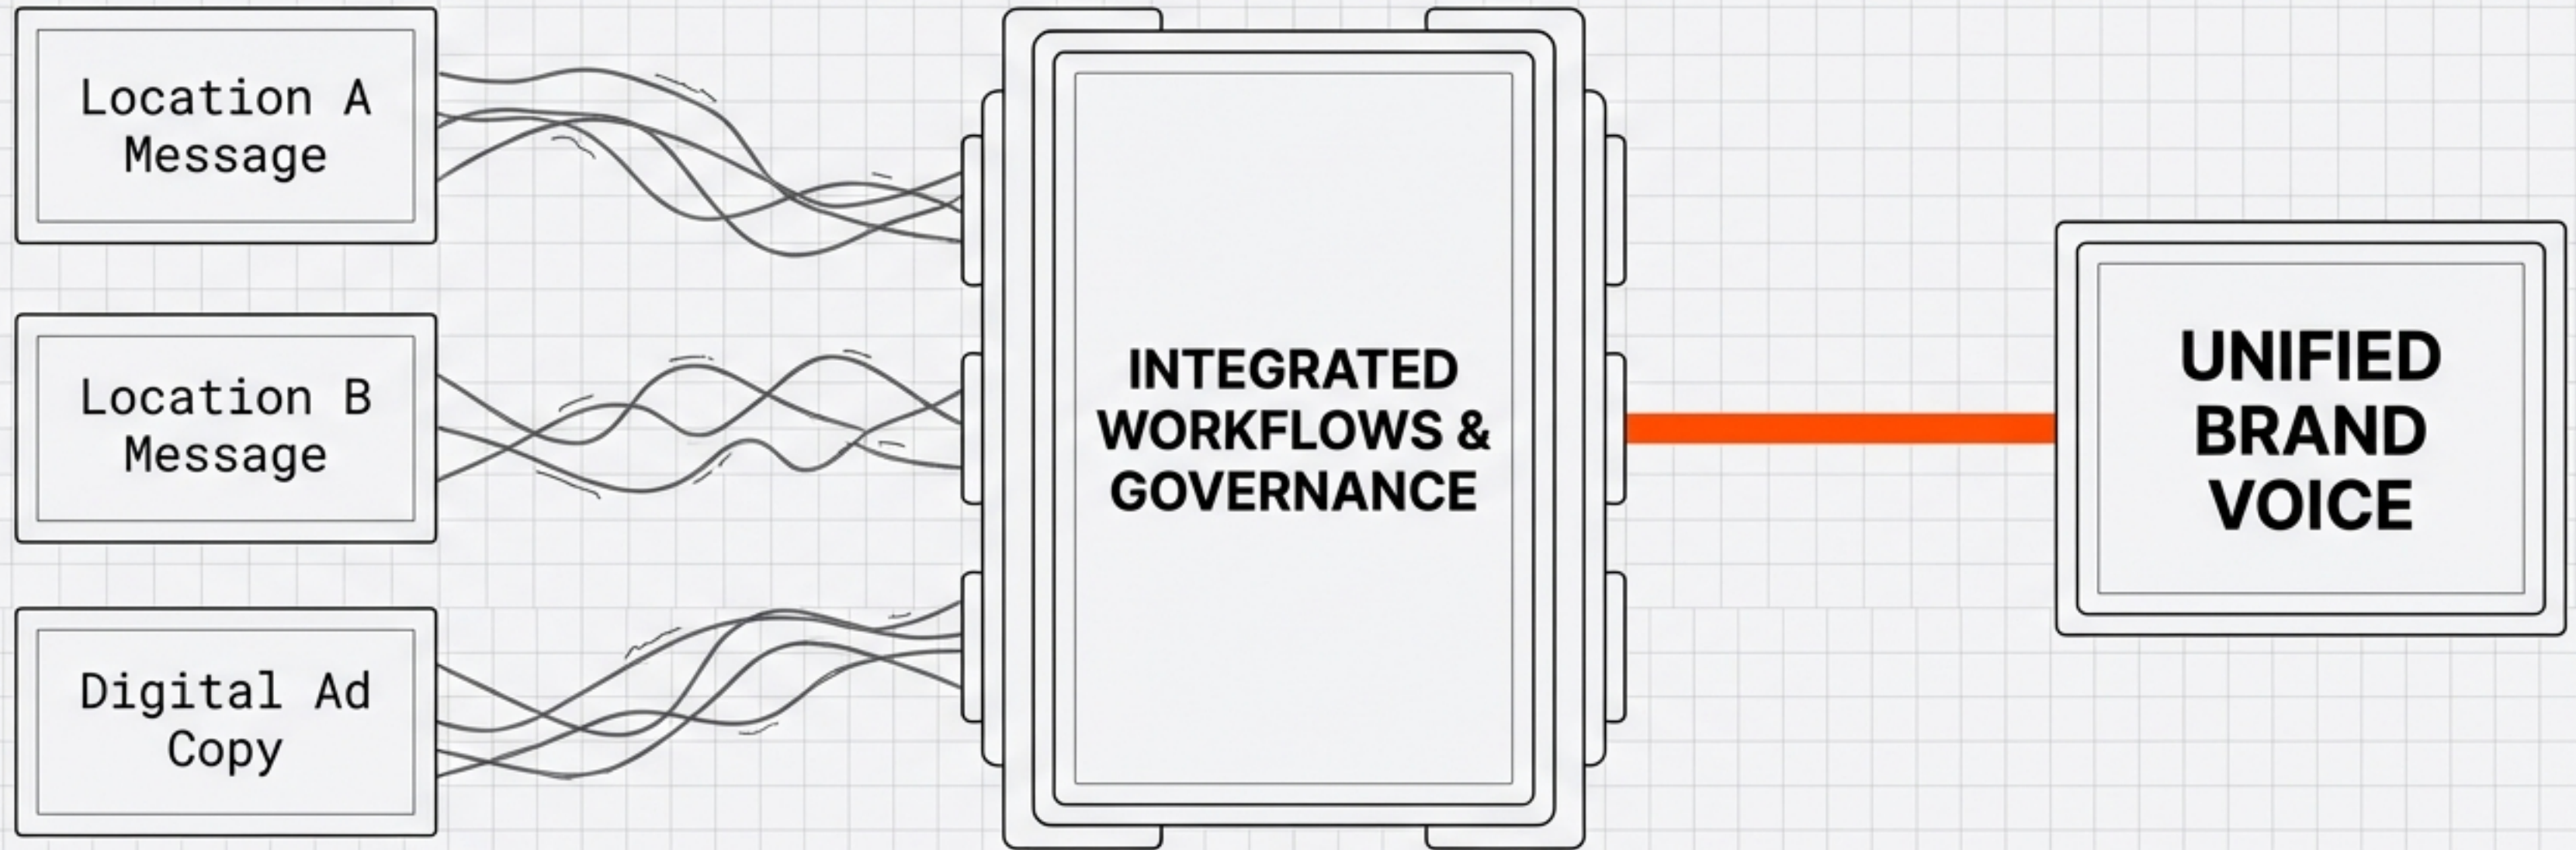 Location A
Message
Location B
Message
Digital Ad
Copy
INTEGRATED
WORKFLOWS &
GOVERNANCE
UNIFIED
BRAND
VOICE